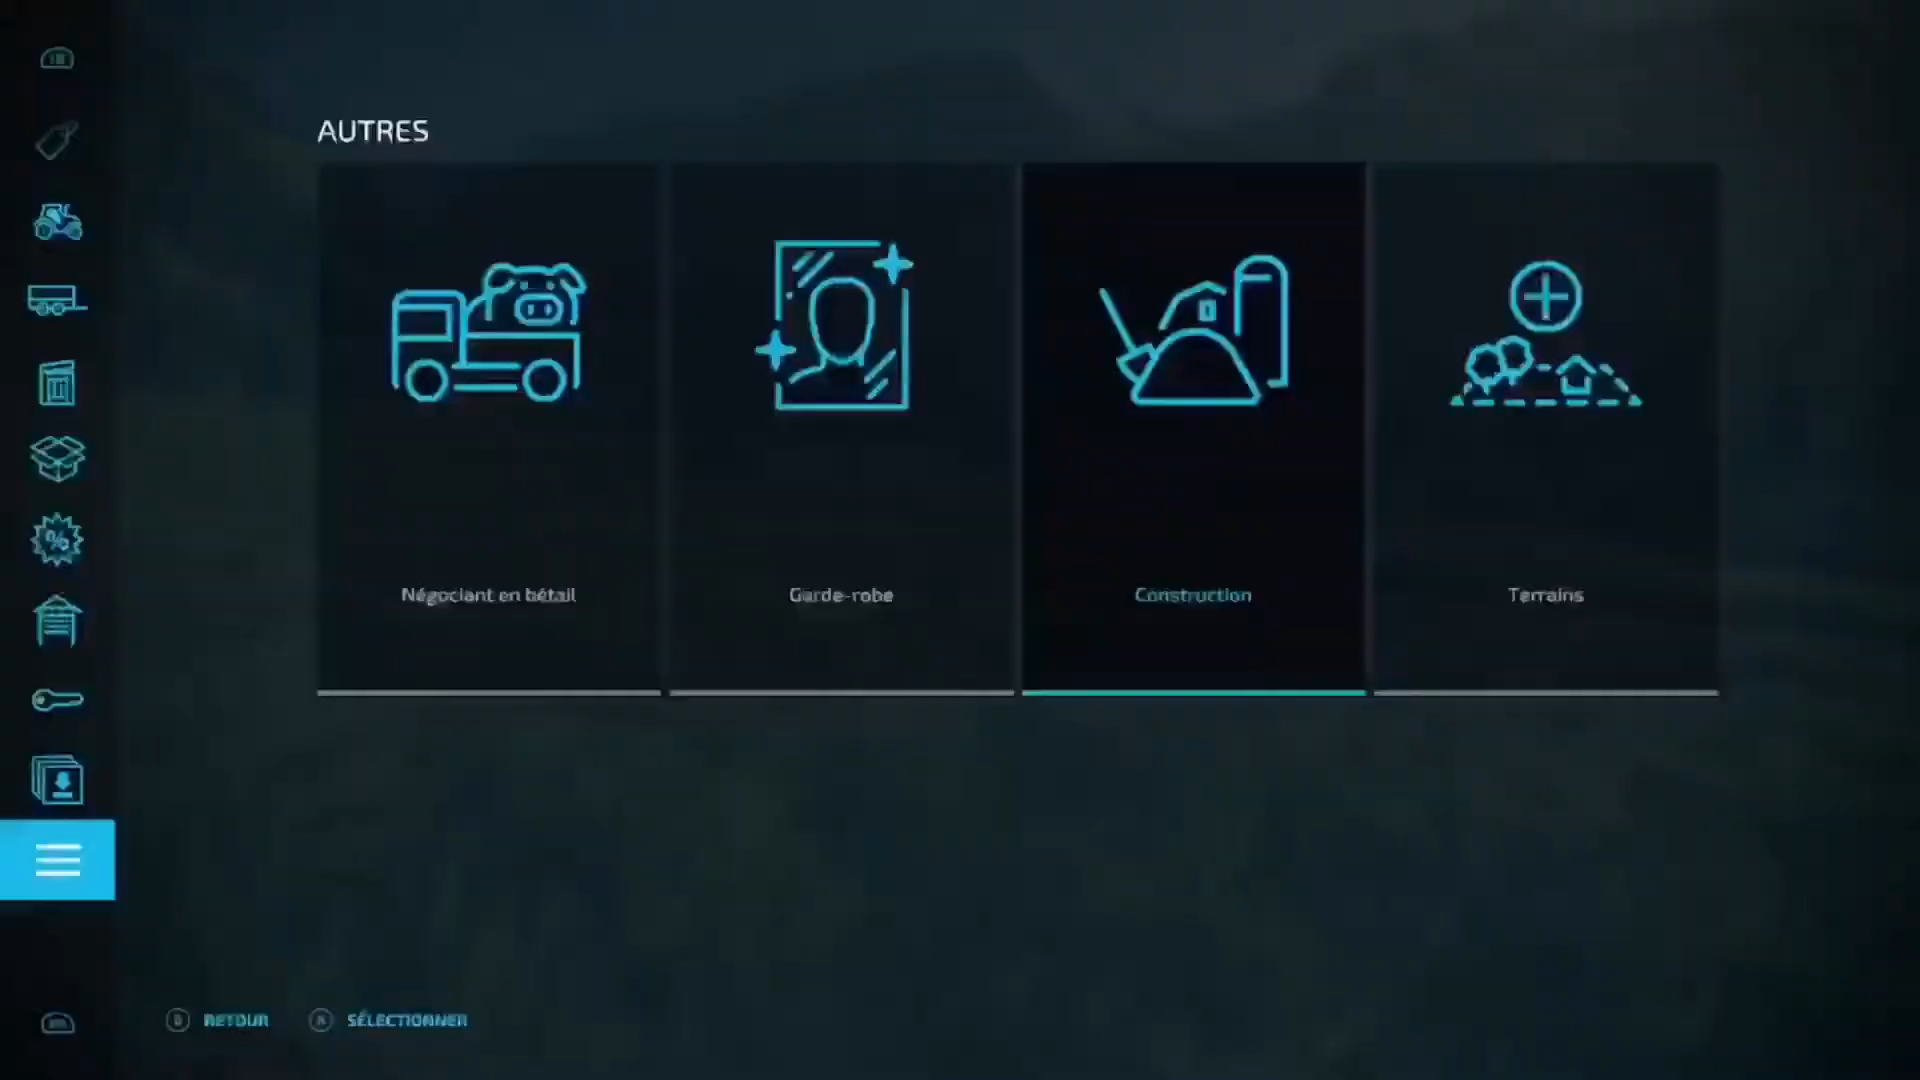 AUTRES
Négociant en bétail
Garde-robe
Construction
Terrains
RETOUR
SÉLECTIONNER